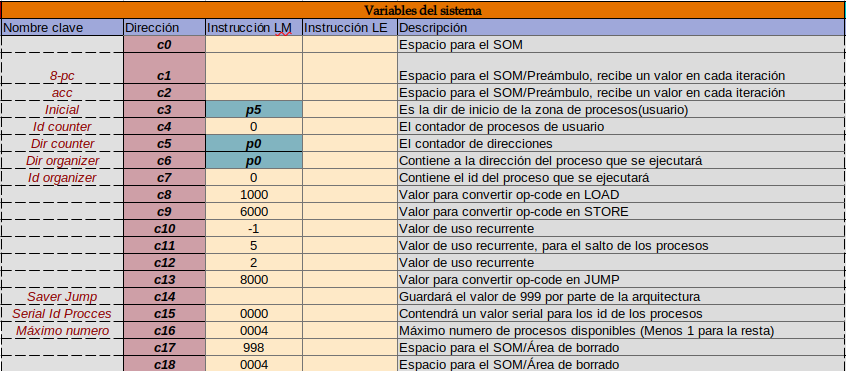 Variables del sistema
Nombre clave Dirección Instrucción LM Instrucción LE Descripción
c0 Espacio para el SOM
8-pc c1 Espacio para el SOM/Preámbulo, recibe un valor en cada iteración
acc c2 Espacio para el SOM/Preámbulo, recibe un valor en cada iteración
Inicial c3 p5 Es la dir de inicio de la zona de procesos(usuario)
Id counter c4 0 El contador de procesos de usuario
Dir counter c5 p0 El contador de direcciones
Dir organizer c6 p0 Contiene a la dirección del proceso que se ejecutará
Id organizer c7 0 Contiene el id del proceso que se ejecutará
c8 1000 Valor para convertir op-code en LOAD
c9 6000 Valor para convertir op-code en STORE
c10 -1 Valor de uso recurrente
c11 5 Valor de uso recurrente, para el salto de los procesos
c12 2 Valor de uso recurrente
c13 8000 Valor para convertir op-code en JUMP
Saver Jump c14 Guardará el valor de 999 por parte de la arquitectura
Serial Id Procces c15 0000 Contendrá un valor serial para los id de los procesos
Máximo numero c16 0004 Máximo numero de procesos disponibles (Menos 1 para la resta)
c17 998 Espacio para el SOM/Área de borrado
c18 0004 Espacio para el SOM/Área de borrado